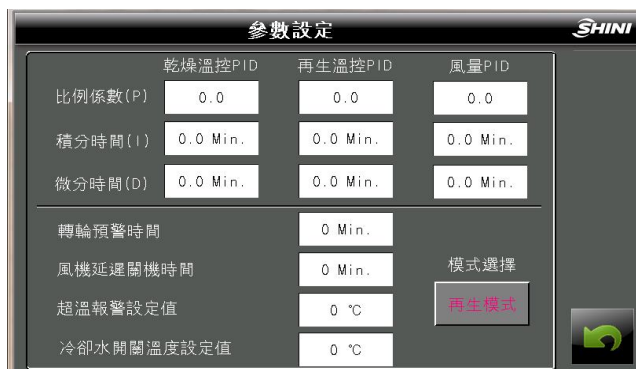 參數設定 SHINI
乾燥溫控PID 再生溫控PID 風量PID
比例係數(P) 0.0 0.0 0.0
積分時間(I) 0.0 Min. 0.0 Min. 0.0 Min.
微分時間(D) 0.0 Min. 0.0 Min. 0.0 Min.
轉輪預警時間 0 Min.
風機延遲關機時間 0 Min. 模式選擇
超溫報警設定值 0 ℃ 再生模式
冷卻水開關溫度設定值 0 ℃